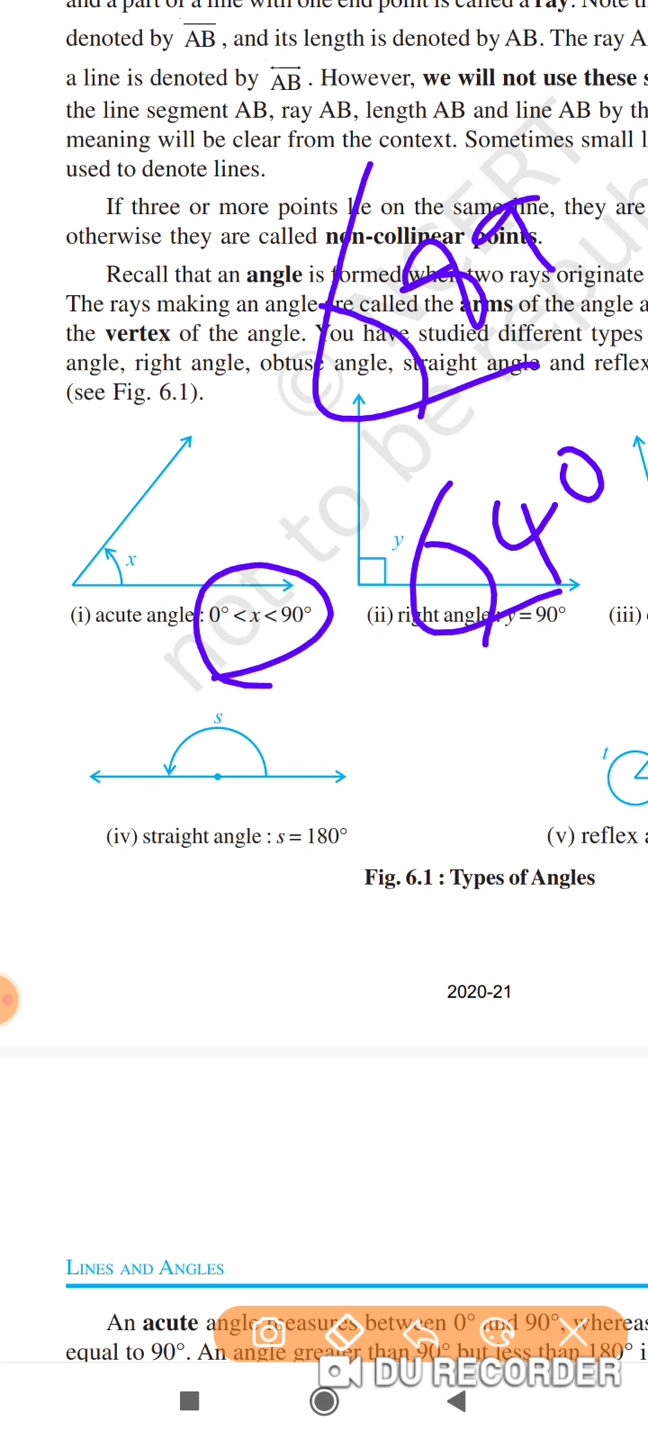 denoted by AB , and its length is denoted by AB. The ray A
a line is denoted by AB . However, we will not use these s
the line segment AB, ray AB, length AB and line AB by th
meaning will be clear from the context. Sometimes small l
used to denote lines.
If three or more points lie on the same line, they are
otherwise they are called non-collinear points.
Recall that an angle is formed when two rays originate
The rays making an angle are called the arms of the angle a
the vertex of the angle. You have studied different types
angle, right angle, obtuse angle, straight angle and reflex
(see Fig. 6.1).
x
y
640
(i) acute angle : 0° < x < 90°
(ii) right angle : y = 90°
(iii)
s
t
(iv) straight angle : s = 180°
(v) reflex a
Fig. 6.1 : Types of Angles
2020-21
LINES AND ANGLES
An acute angle measures between 0° and 90°, whereas
equal to 90°. An angle greater than 90° but less than 180° i
DU RECORDER
© NCERT
not to be repub